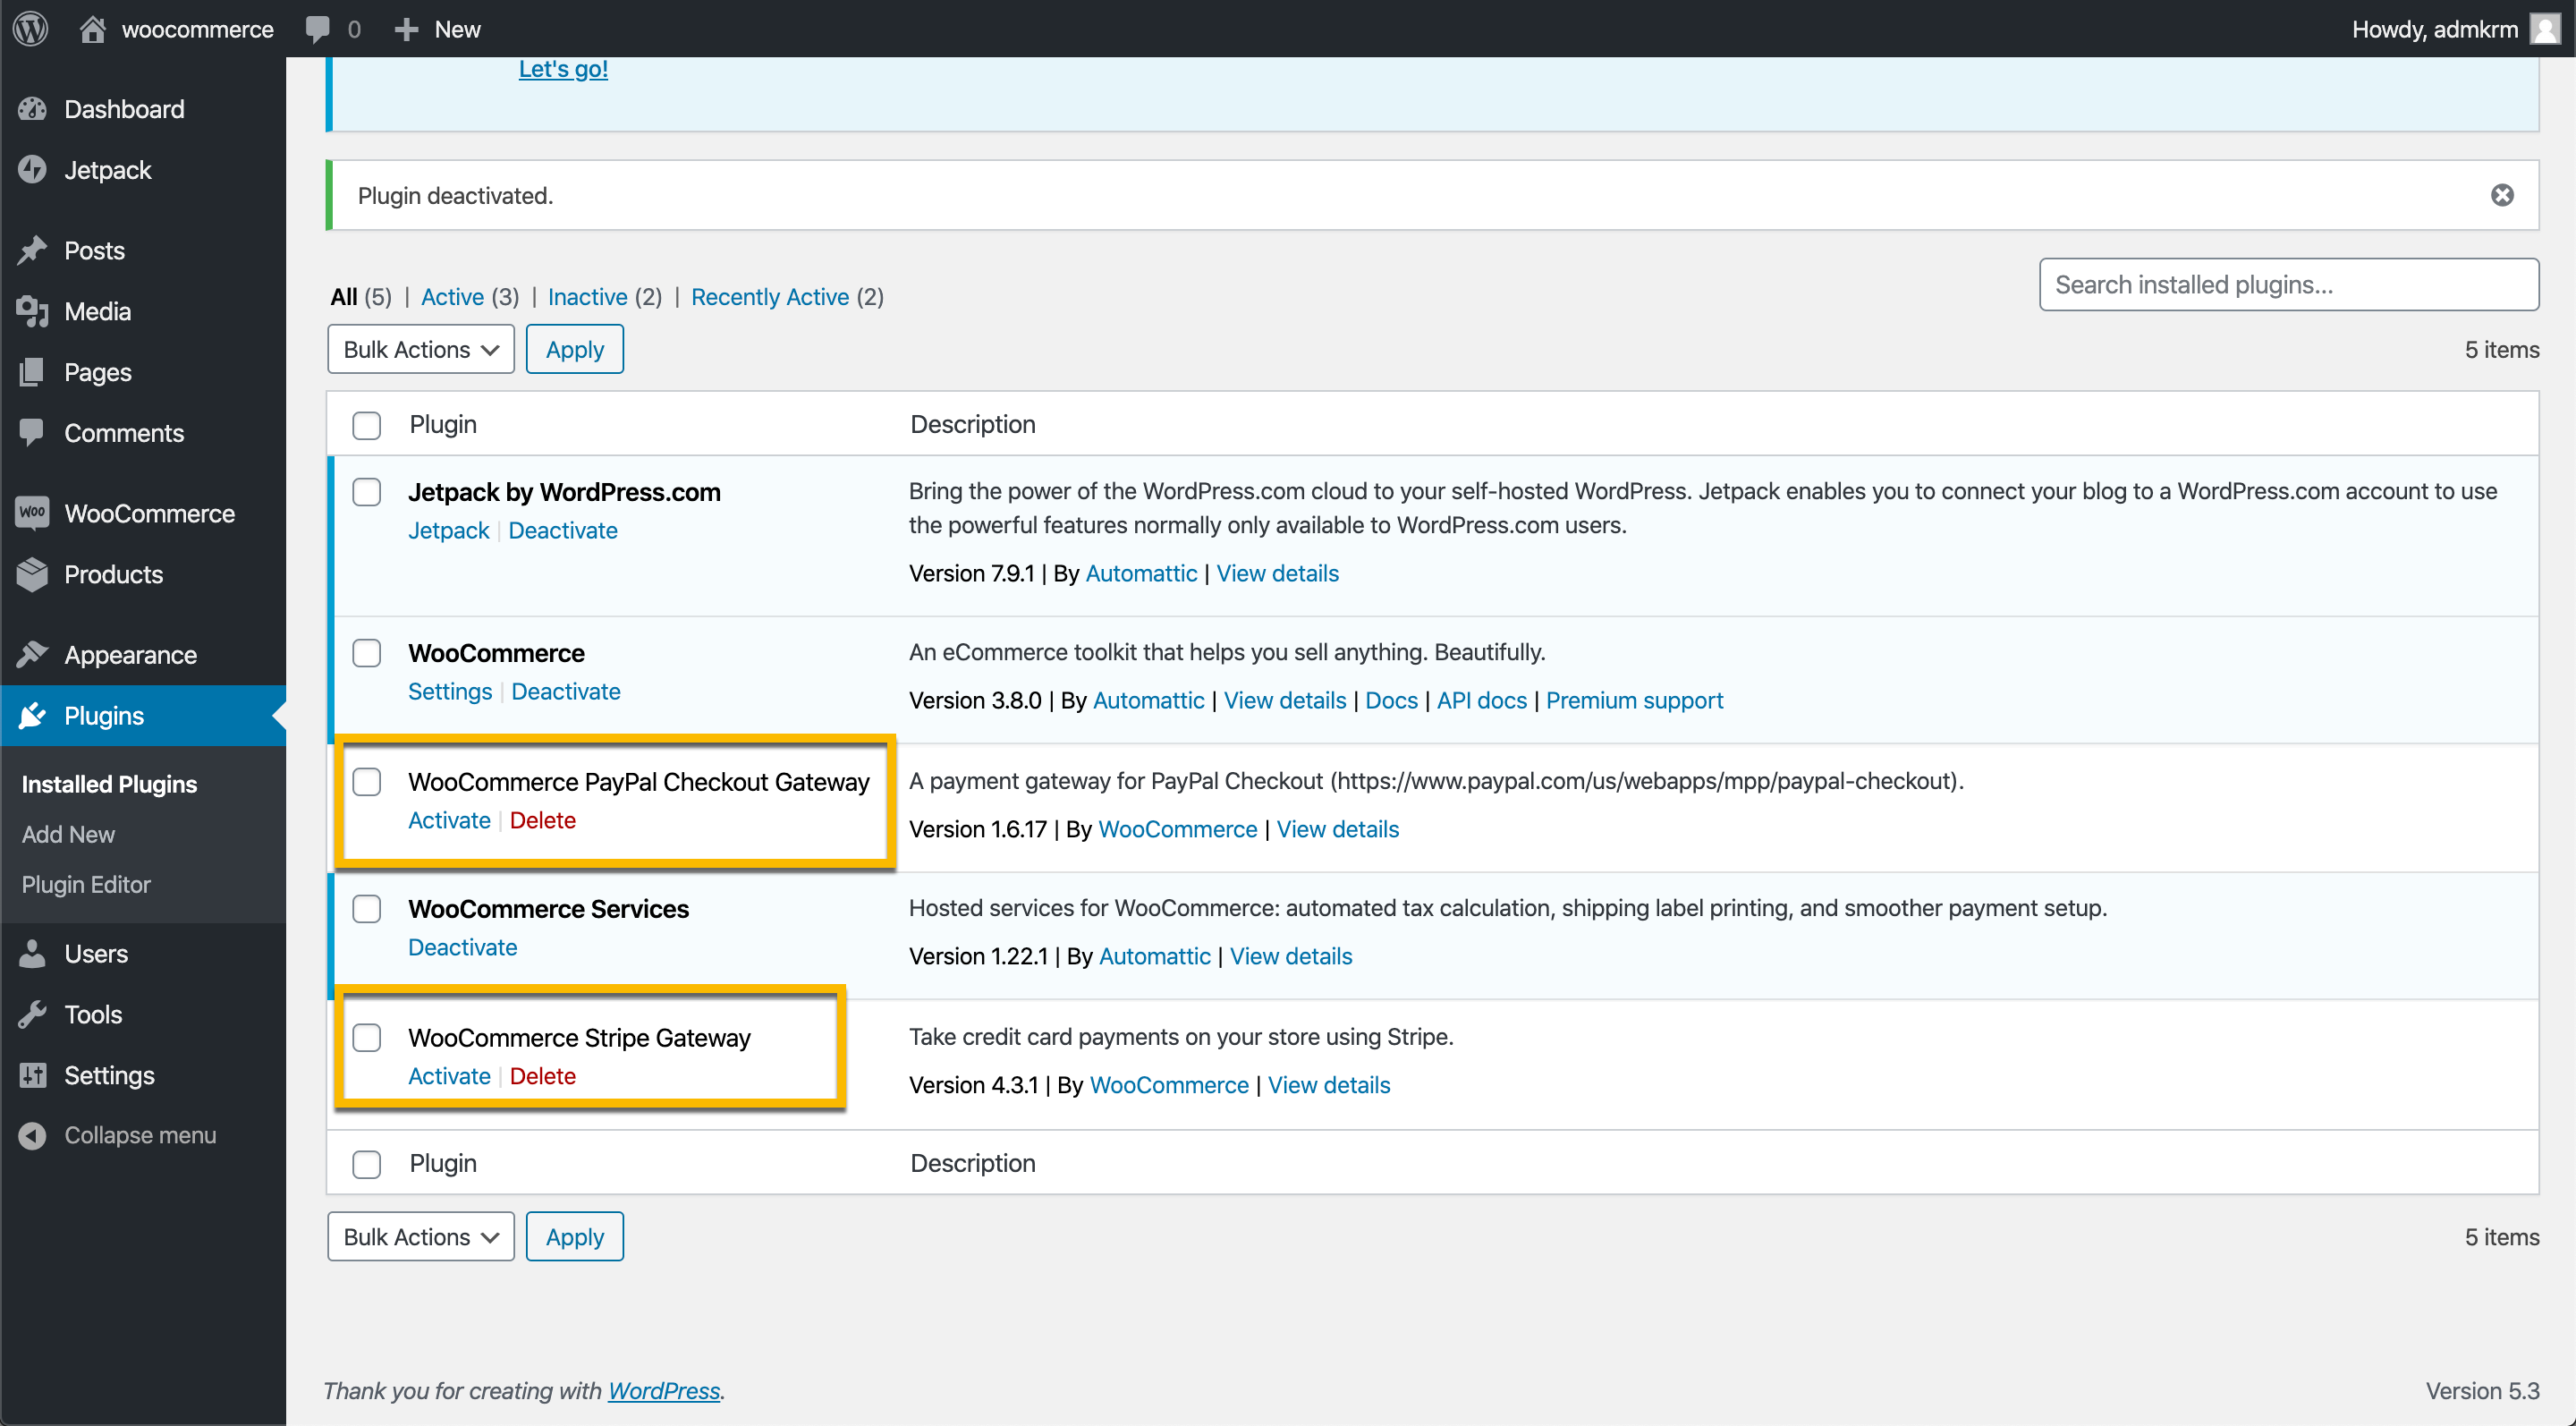 woocommerce 0 New Howdy, admkrm
Dashboard
Jetpack
Posts
Media
Pages
Comments
Woo WooCommerce
Products
Appearance
Plugins
Installed Plugins
Add New
Plugin Editor
Users
Tools
Settings
Collapse menu
Let's go!
Plugin deactivated.
All (5) | Active (3) | Inactive (2) | Recently Active (2)
Search installed plugins...
Bulk Actions Apply 5 items
Plugin Description
Jetpack by WordPress.com
Jetpack | Deactivate
Bring the power of the WordPress.com cloud to your self-hosted WordPress. Jetpack enables you to connect your blog to a WordPress.com account to use
the powerful features normally only available to WordPress.com users.
Version 7.9.1 | By Automattic | View details
WooCommerce
Settings | Deactivate
An eCommerce toolkit that helps you sell anything. Beautifully.
Version 3.8.0 | By Automattic | View details | Docs | API docs | Premium support
WooCommerce PayPal Checkout Gateway
Activate | Delete
A payment gateway for PayPal Checkout (https://www.paypal.com/us/webapps/mpp/paypal-checkout).
Version 1.6.17 | By WooCommerce | View details
WooCommerce Services
Deactivate
Hosted services for WooCommerce: automated tax calculation, shipping label printing, and smoother payment setup.
Version 1.22.1 | By Automattic | View details
WooCommerce Stripe Gateway
Activate | Delete
Take credit card payments on your store using Stripe.
Version 4.3.1 | By WooCommerce | View details
Plugin Description
Bulk Actions Apply 5 items
Thank you for creating with WordPress. Version 5.3